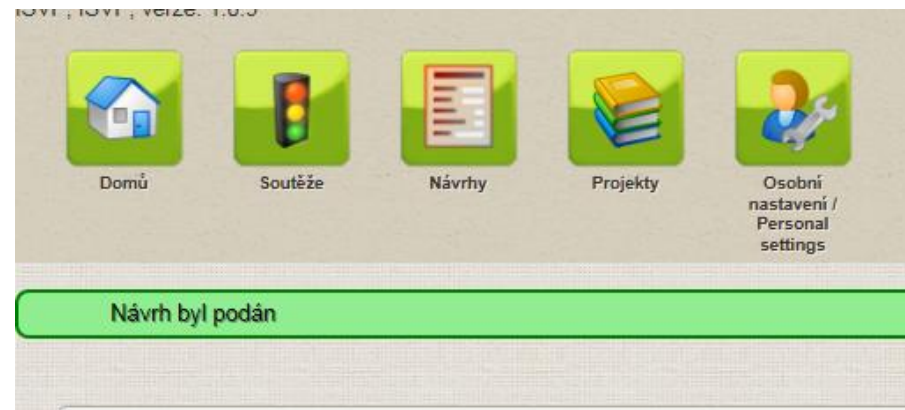 Domů
Soutěže
Návrhy
Projekty
Osobní
nastavení /
Personal
settings
Návrh byl podán